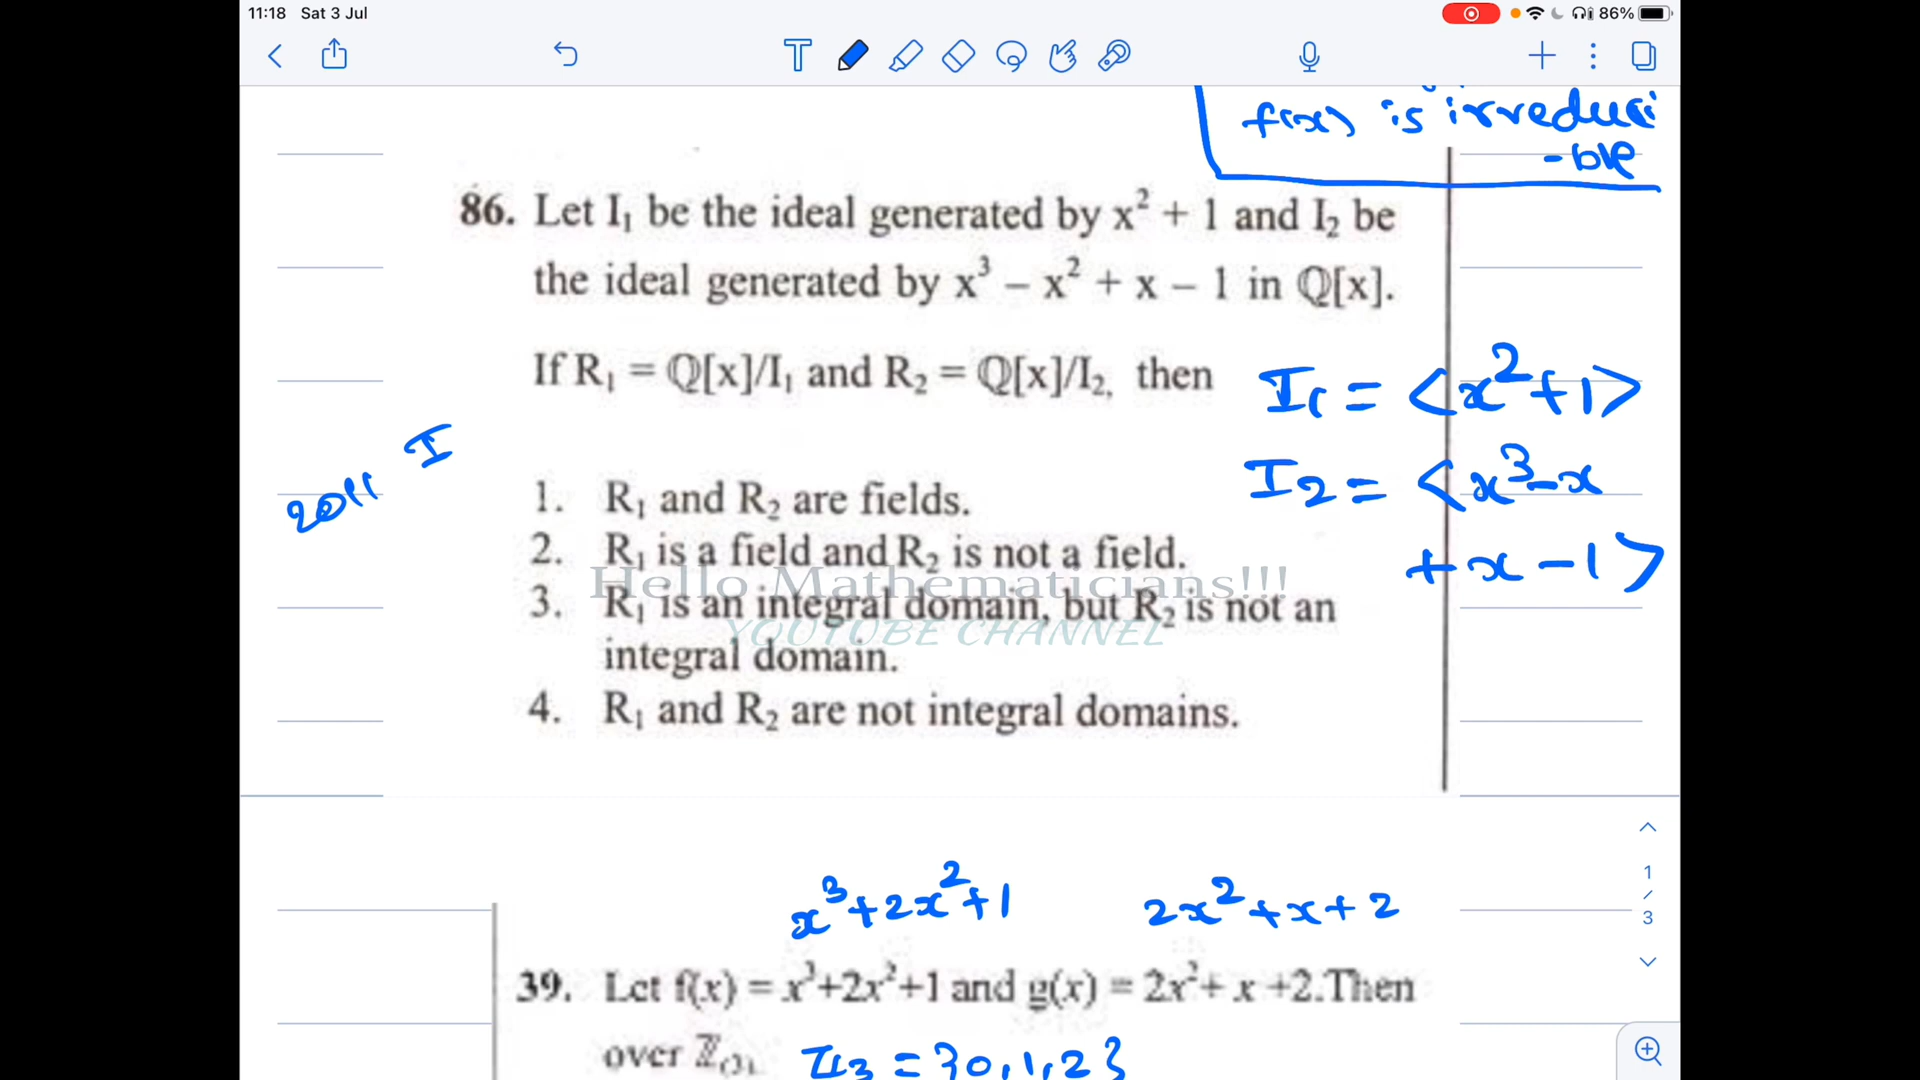 11:18 Sat 3 Jul
86%
f(x) is irreduci
-ble
86. Let I₁ be the ideal generated by x² + 1 and I₂ be
the ideal generated by x³ − x² + x − 1 in ℚ[x].
If R₁ = ℚ[x]/I₁ and R₂ = ℚ[x]/I₂, then
I₁ = <x²+1>
I
2011
I₂ = <x³-x
+x-1>
1. R₁ and R₂ are fields.
2. R₁ is a field and R₂ is not a field.
Hello Mathematicians!!!
3. R₁ is an integral domain, but R₂ is not an
YOUTUBE CHANNEL
integral domain.
4. R₁ and R₂ are not integral domains.
1
/
3
x³+2x²+1 2x²+x+2
39. Let f(x) = x³+2x²+1 and g(x) = 2x²+ x +2.Then
over
= {0,1,2}